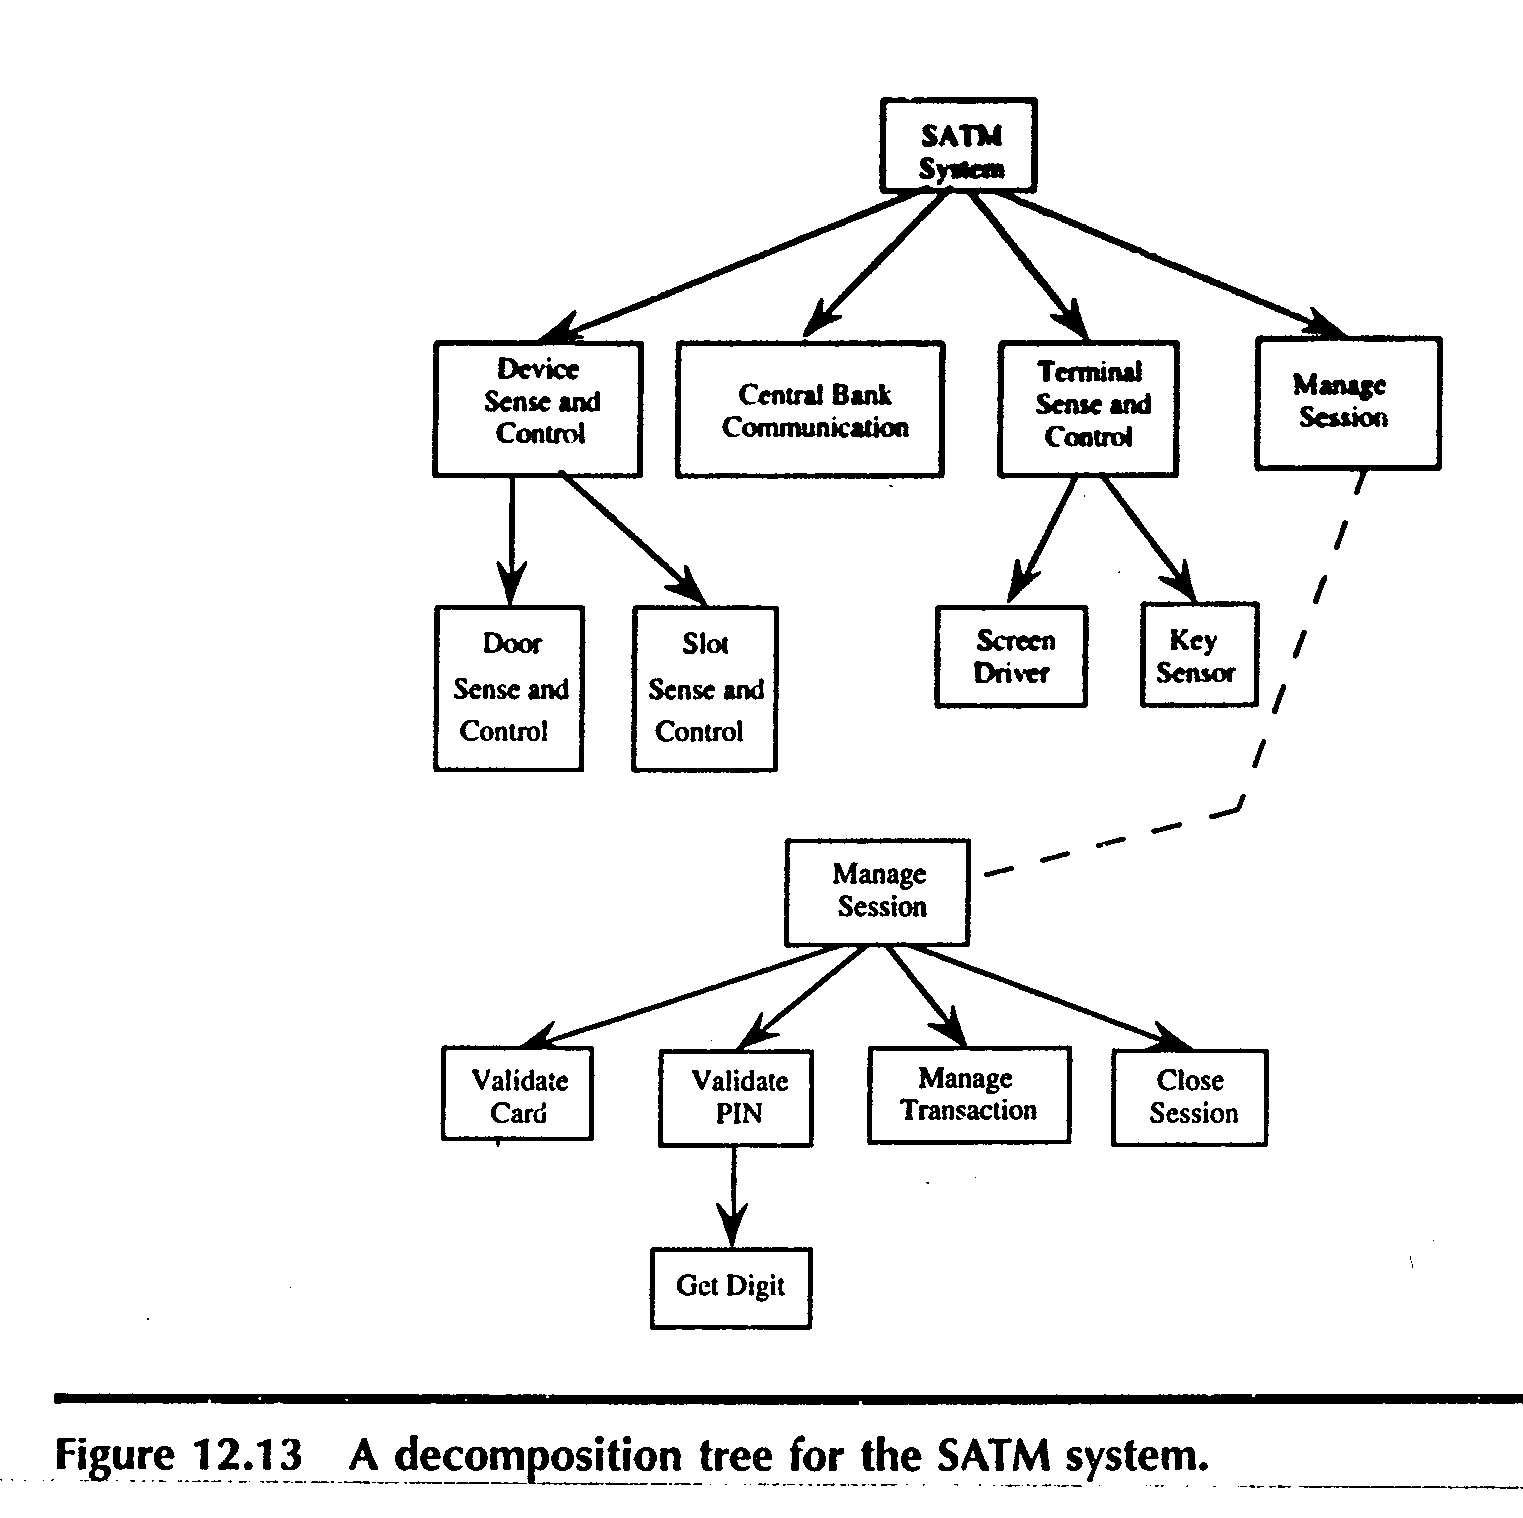 SATM
System
Device
Sense and
Control
Central Bank
Communication
Terminal
Sense and
Control
Manage
Session
Door
Sense and
Control
Slot
Sense and
Control
Screen
Driver
Key
Sensor
Manage
Session
Validate
Card
Validate
PIN
Manage
Transaction
Close
Session
Get Digit
Figure 12.13 A decomposition tree for the SATM system.